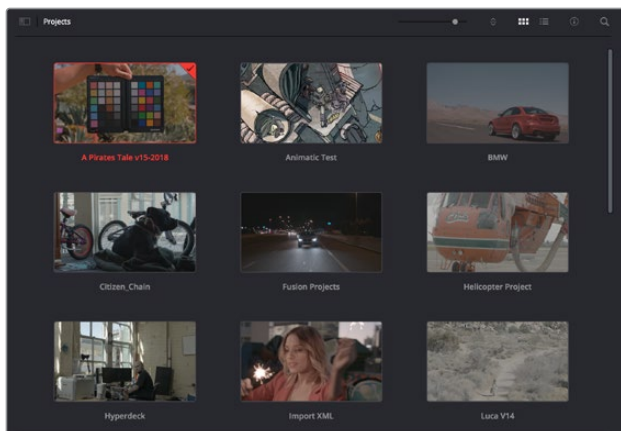 Projects
A Pirates Tale v15-2018
Animatic Test
BMW
Citizen_Chain
Fusion Projects
Helicopter Project
Hyperdeck
Import XML
Luca V14